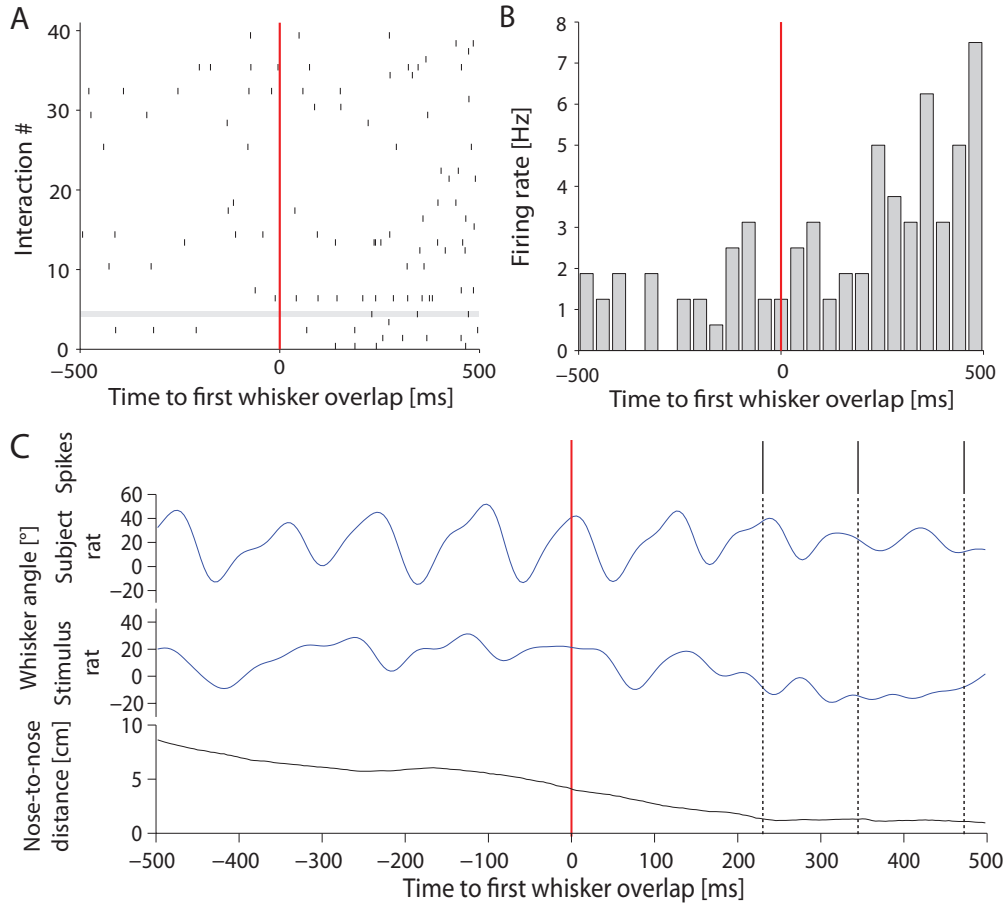 A
40
30
20
10
0
Interaction #
−500
0
500
Time to first whisker overlap [ms]
B
8
7
6
5
4
3
2
1
0
Firing rate [Hz]
−500
0
500
Time to first whisker overlap [ms]
C
Spikes
Whisker angle [°]
Subject
rat
60
40
20
0
−20
Stimulus
rat
40
20
0
−20
Nose-to-nose
distance [cm]
10
5
0
−500 −400 −300 −200 −100 0 100 200 300 400 500
Time to first whisker overlap [ms]